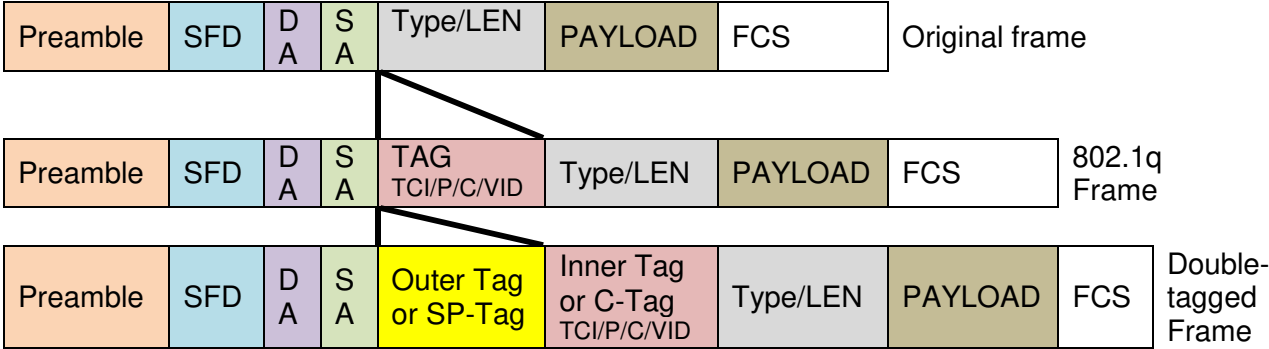 Preamble SFD D A S A Type/LEN PAYLOAD FCS Original frame
Preamble SFD D A S A TAG TCI/P/C/VID Type/LEN PAYLOAD FCS 802.1q Frame
Preamble SFD D A S A Outer Tag or SP-Tag Inner Tag or C-Tag TCI/P/C/VID Type/LEN PAYLOAD FCS Double-tagged Frame